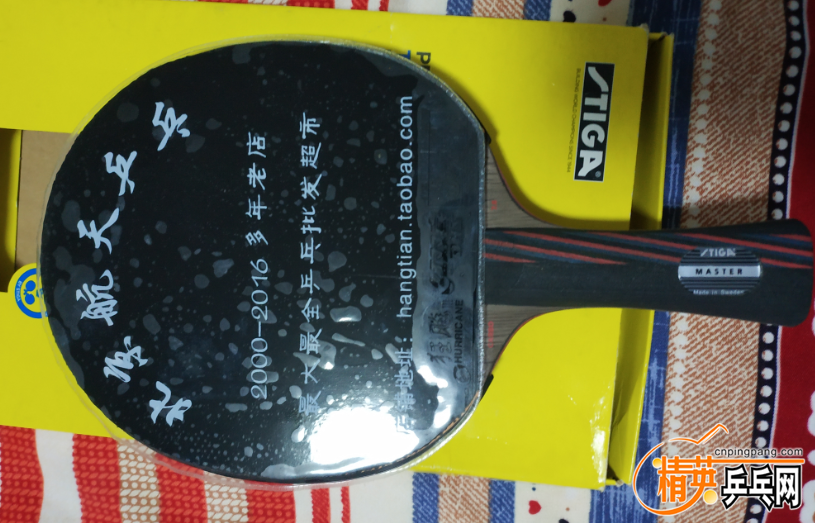 北京航天乒乓
2000-2016多年老店
最大最全乒乓批发超市
hangtian.taobao.com
HURRICANE
STIGA
STIGA
MASTER
Made in Sweden
cnpingpang.com
精英乒乓网